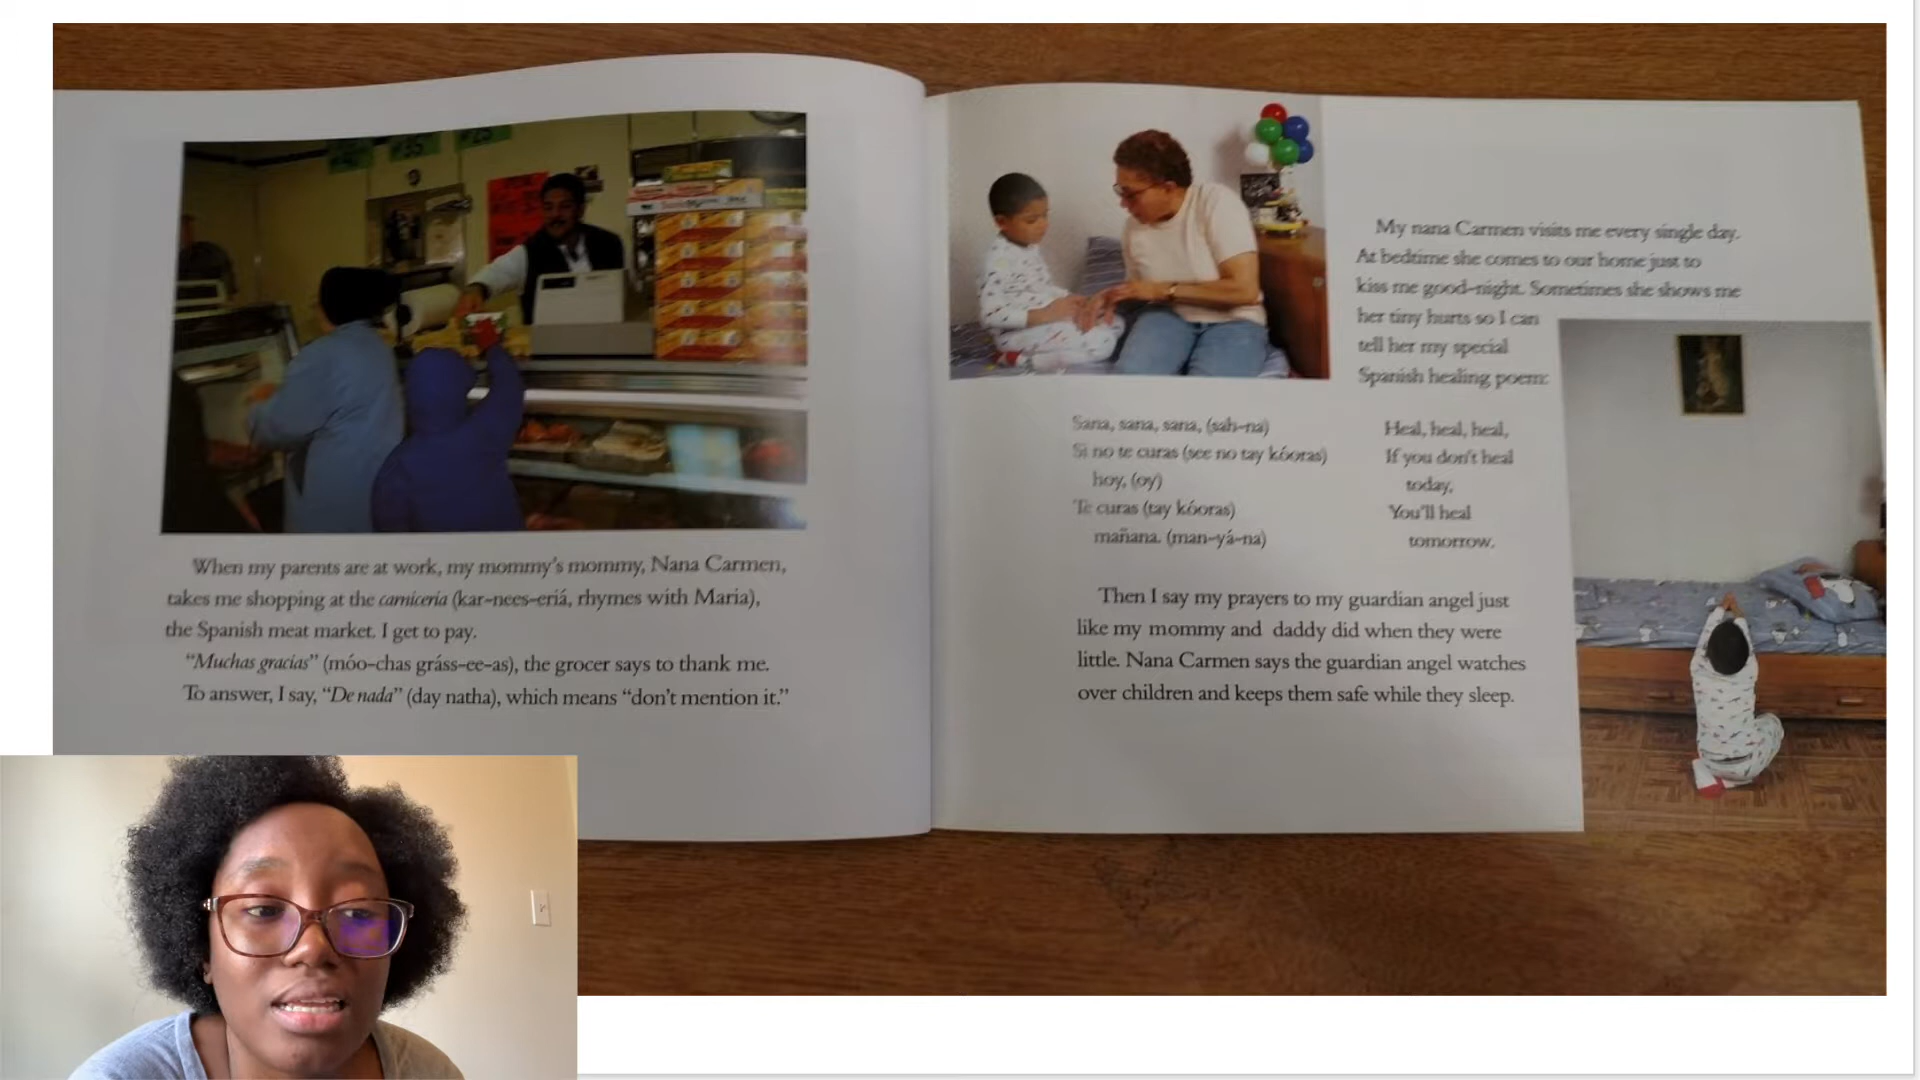 When my parents are at work, my mommy's mommy, Nana Carmen,
takes me shopping at the carniceria (kar-nees-eriá, rhymes with Maria),
the Spanish meat market. I get to pay.
"Muchas gracias" (móo-chas gráss-ee-as), the grocer says to thank me.
To answer, I say, "De nada" (day natha), which means "don't mention it."
My nana Carmen visits me every single day.
At bedtime she comes to our home just to
kiss me good-night. Sometimes she shows me
her tiny hurts so I can
tell her my special
Spanish healing poem:
Sana, sana, sana, (sah-na)
Si no te curas (see no tay kóoras)
hoy, (oy)
Te curas (tay kóoras)
mañana. (man-yá-na)
Heal, heal, heal,
If you don't heal
today,
You'll heal
tomorrow.
Then I say my prayers to my guardian angel just
like my mommy and daddy did when they were
little. Nana Carmen says the guardian angel watches
over children and keeps them safe while they sleep.